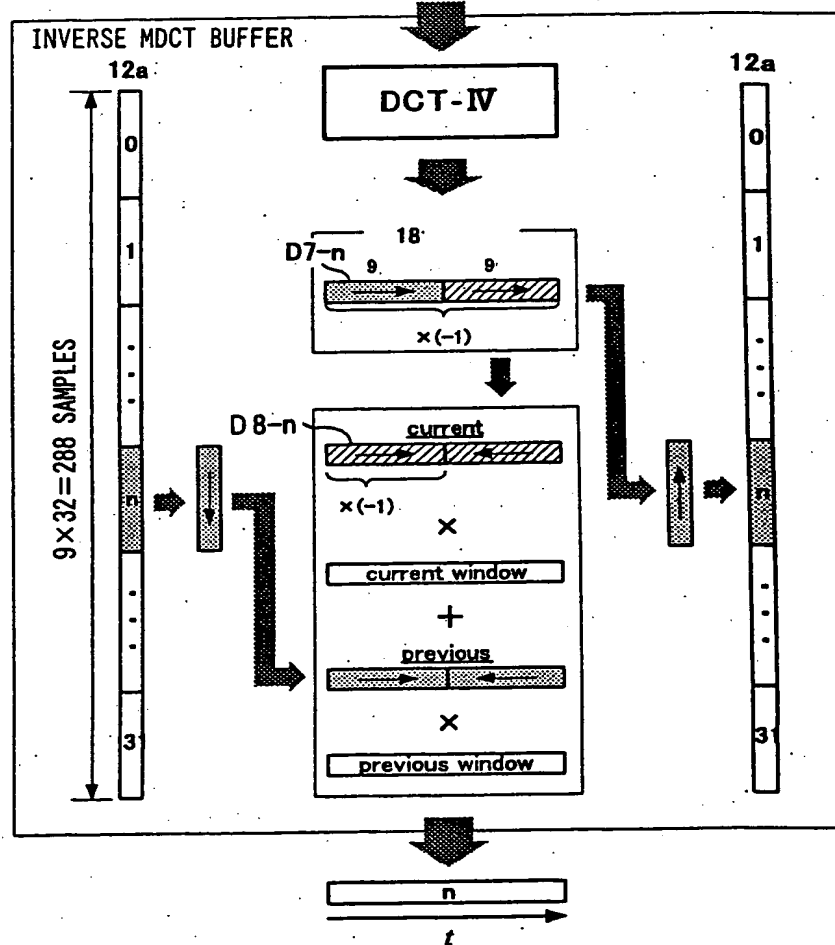 INVERSE MDCT BUFFER
12a
12a
DCT-IV
0
0
1
1
18
D7-n
9
9
×(-1)
9×32=288 SAMPLES
D8-n
current
×(-1)
n
n
×
current window
+
previous
×
31
31
previous window
n
t